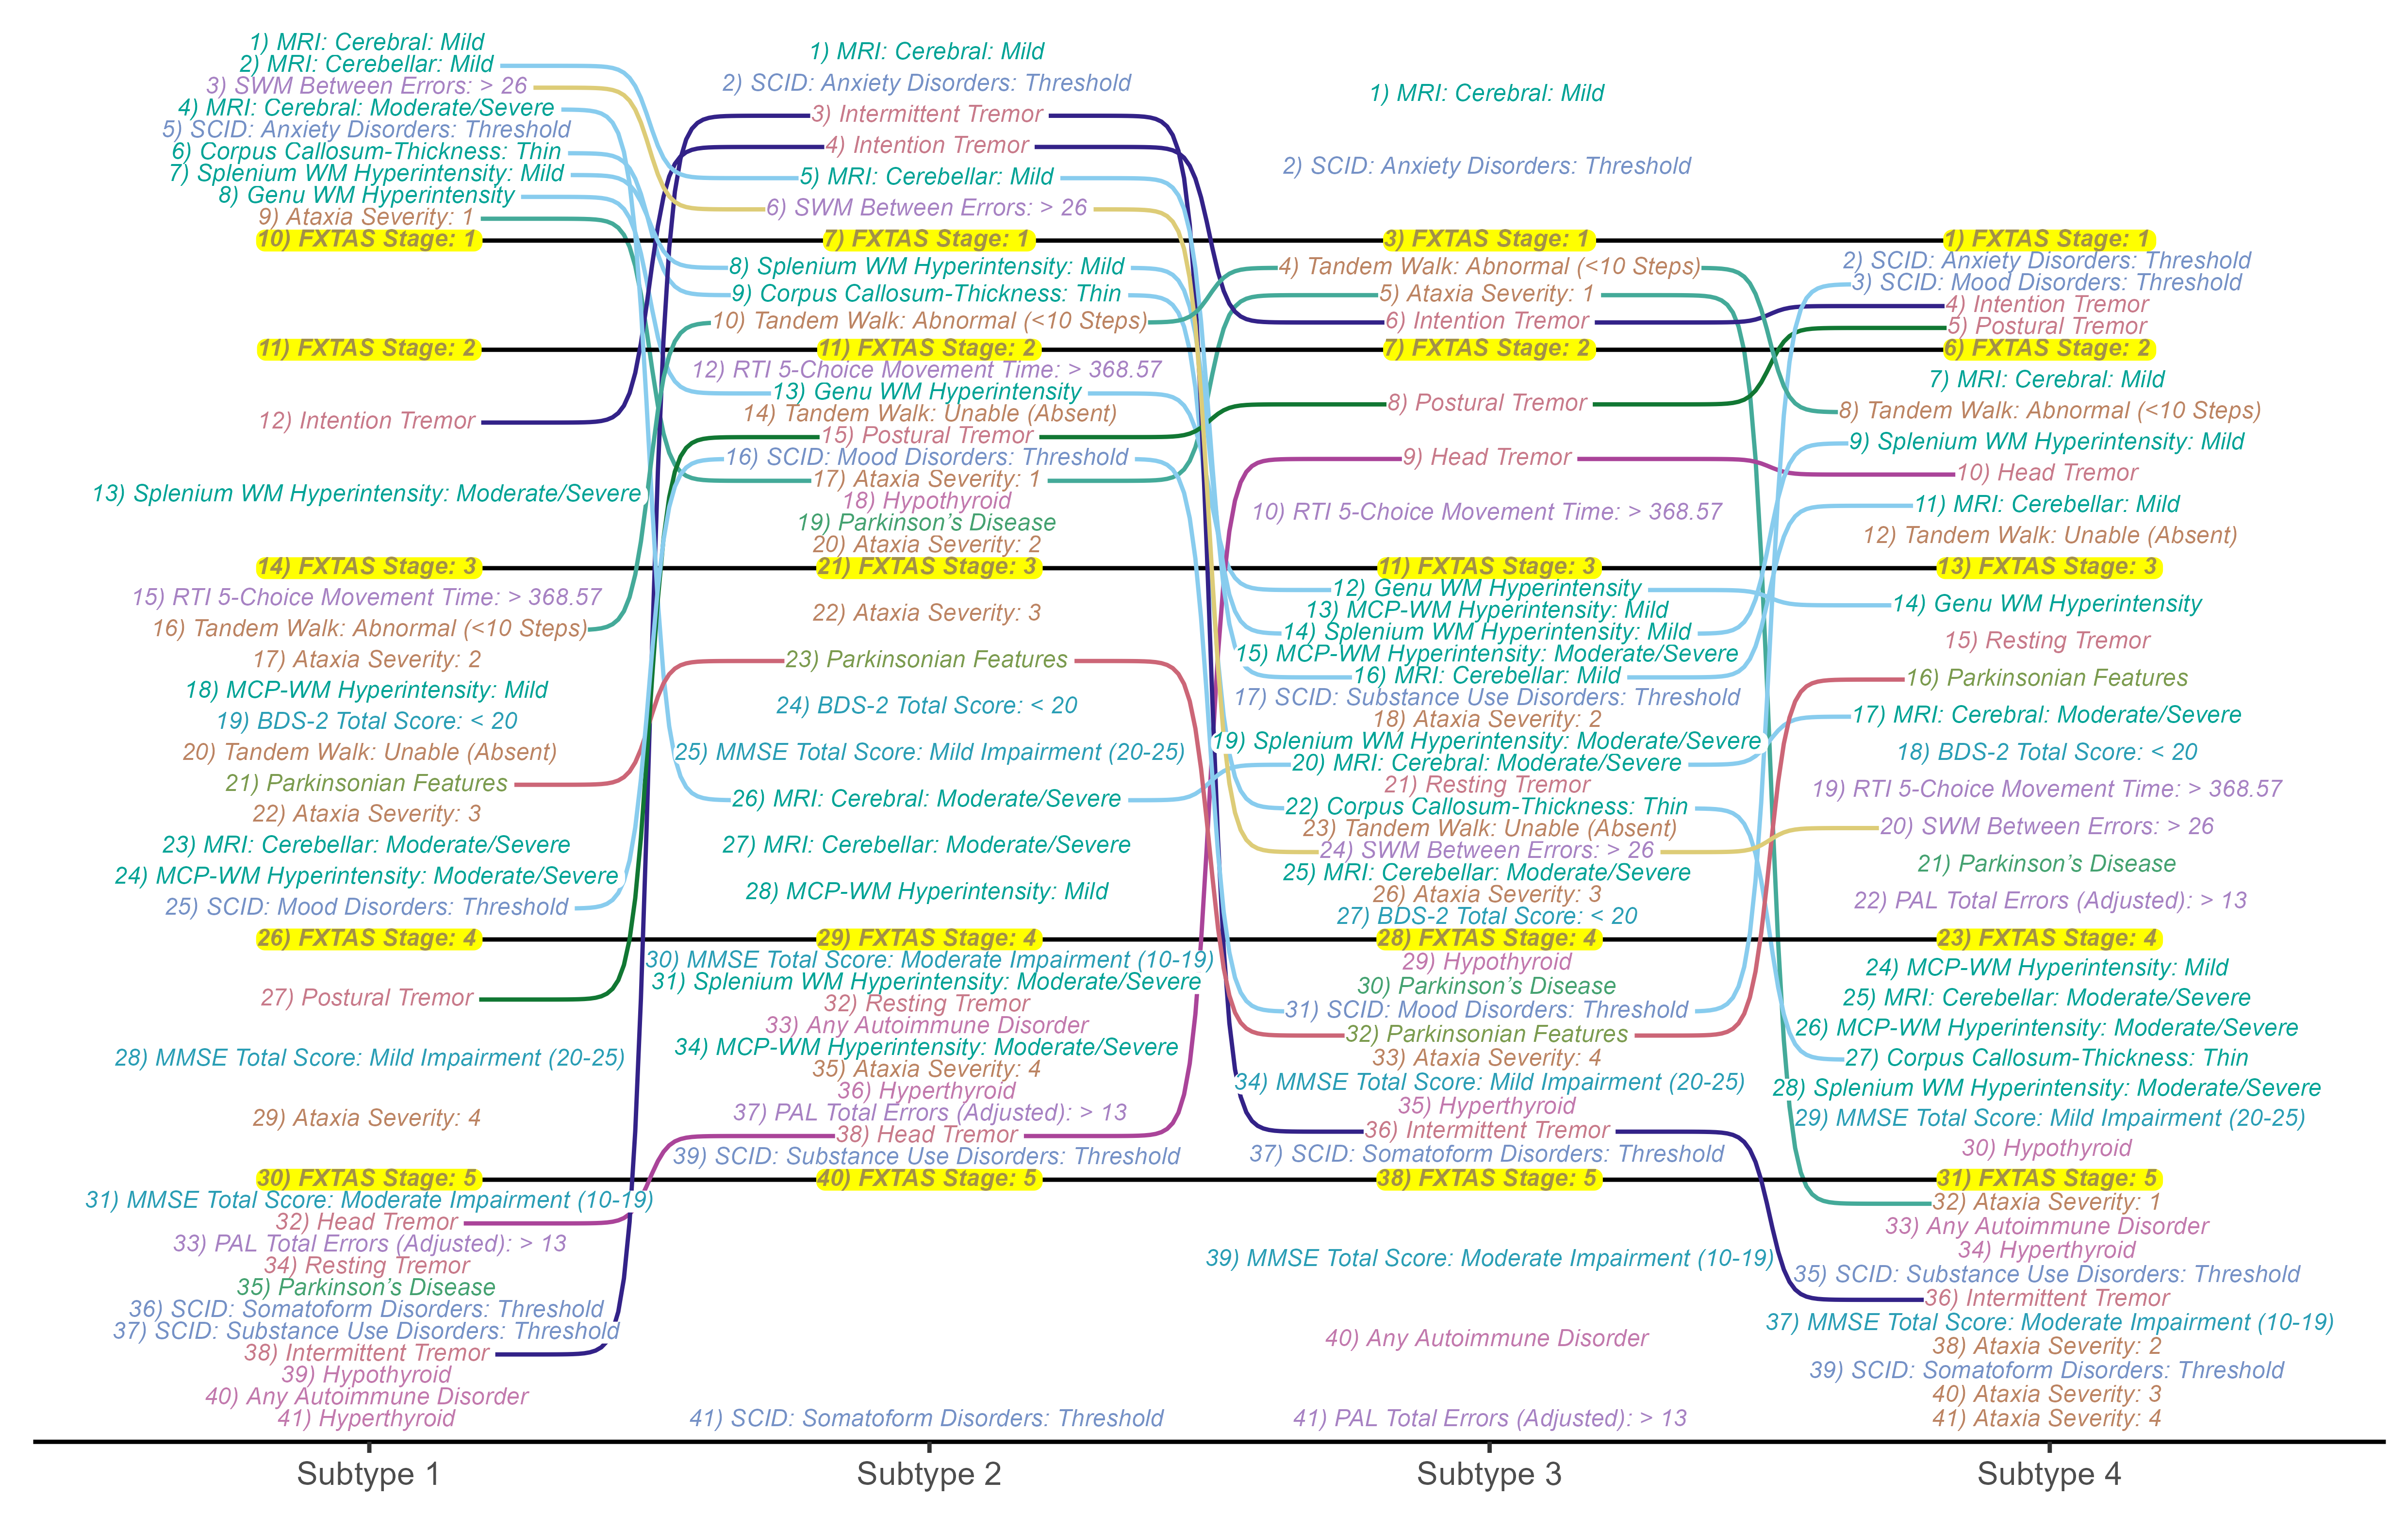 1) MRI: Cerebral: Mild
2) MRI: Cerebellar: Mild
3) SWM Between Errors: > 26
4) MRI: Cerebral: Moderate/Severe
5) SCID: Anxiety Disorders: Threshold
6) Corpus Callosum-Thickness: Thin
7) Splenium WM Hyperintensity: Mild
8) Genu WM Hyperintensity
9) Ataxia Severity: 1
10) FXTAS Stage: 1
11) FXTAS Stage: 2
12) Intention Tremor
13) Splenium WM Hyperintensity: Moderate/Severe
14) FXTAS Stage: 3
15) RTI 5-Choice Movement Time: > 368.57
16) Tandem Walk: Abnormal (<10 Steps)
17) Ataxia Severity: 2
18) MCP-WM Hyperintensity: Mild
19) BDS-2 Total Score: < 20
20) Tandem Walk: Unable (Absent)
21) Parkinsonian Features
22) Ataxia Severity: 3
23) MRI: Cerebellar: Moderate/Severe
24) MCP-WM Hyperintensity: Moderate/Severe
25) SCID: Mood Disorders: Threshold
26) FXTAS Stage: 4
27) Postural Tremor
28) MMSE Total Score: Mild Impairment (20-25)
29) Ataxia Severity: 4
30) FXTAS Stage: 5
31) MMSE Total Score: Moderate Impairment (10-19)
32) Head Tremor
33) PAL Total Errors (Adjusted): > 13
34) Resting Tremor
35) Parkinson's Disease
36) SCID: Somatoform Disorders: Threshold
37) SCID: Substance Use Disorders: Threshold
38) Intermittent Tremor
39) Hypothyroid
40) Any Autoimmune Disorder
41) Hyperthyroid
Subtype 1
1) MRI: Cerebral: Mild
2) SCID: Anxiety Disorders: Threshold
3) Intermittent Tremor
4) Intention Tremor
5) MRI: Cerebellar: Mild
6) SWM Between Errors: > 26
7) FXTAS Stage: 1
8) Splenium WM Hyperintensity: Mild
9) Corpus Callosum-Thickness: Thin
10) Tandem Walk: Abnormal (<10 Steps)
11) FXTAS Stage: 2
12) RTI 5-Choice Movement Time: > 368.57
13) Genu WM Hyperintensity
14) Tandem Walk: Unable (Absent)
15) Postural Tremor
16) SCID: Mood Disorders: Threshold
17) Ataxia Severity: 1
18) Hypothyroid
19) Parkinson's Disease
20) Ataxia Severity: 2
21) FXTAS Stage: 3
22) Ataxia Severity: 3
23) Parkinsonian Features
24) BDS-2 Total Score: < 20
25) MMSE Total Score: Mild Impairment (20-25)
26) MRI: Cerebral: Moderate/Severe
27) MRI: Cerebellar: Moderate/Severe
28) MCP-WM Hyperintensity: Mild
29) FXTAS Stage: 4
30) MMSE Total Score: Moderate Impairment (10-19)
31) Splenium WM Hyperintensity: Moderate/Severe
32) Resting Tremor
33) Any Autoimmune Disorder
34) MCP-WM Hyperintensity: Moderate/Severe
35) Ataxia Severity: 4
36) Hyperthyroid
37) PAL Total Errors (Adjusted): > 13
38) Head Tremor
39) SCID: Substance Use Disorders: Threshold
40) FXTAS Stage: 5
41) SCID: Somatoform Disorders: Threshold
Subtype 2
1) MRI: Cerebral: Mild
2) SCID: Anxiety Disorders: Threshold
3) FXTAS Stage: 1
4) Tandem Walk: Abnormal (<10 Steps)
5) Ataxia Severity: 1
6) Intention Tremor
7) FXTAS Stage: 2
8) Postural Tremor
9) Head Tremor
10) RTI 5-Choice Movement Time: > 368.57
11) FXTAS Stage: 3
12) Genu WM Hyperintensity
13) MCP-WM Hyperintensity: Mild
14) Splenium WM Hyperintensity: Mild
15) MCP-WM Hyperintensity: Moderate/Severe
16) MRI: Cerebellar: Mild
17) SCID: Substance Use Disorders: Threshold
18) Ataxia Severity: 2
19) Splenium WM Hyperintensity: Moderate/Severe
20) MRI: Cerebral: Moderate/Severe
21) Resting Tremor
22) Corpus Callosum-Thickness: Thin
23) Tandem Walk: Unable (Absent)
24) SWM Between Errors: > 26
25) MRI: Cerebellar: Moderate/Severe
26) Ataxia Severity: 3
27) BDS-2 Total Score: < 20
28) FXTAS Stage: 4
29) Hypothyroid
30) Parkinson's Disease
31) SCID: Mood Disorders: Threshold
32) Parkinsonian Features
33) Ataxia Severity: 4
34) MMSE Total Score: Mild Impairment (20-25)
35) Hyperthyroid
36) Intermittent Tremor
37) SCID: Somatoform Disorders: Threshold
38) FXTAS Stage: 5
39) MMSE Total Score: Moderate Impairment (10-19)
40) Any Autoimmune Disorder
41) PAL Total Errors (Adjusted): > 13
Subtype 3
1) FXTAS Stage: 1
2) SCID: Anxiety Disorders: Threshold
3) SCID: Mood Disorders: Threshold
4) Intention Tremor
5) Postural Tremor
6) FXTAS Stage: 2
7) MRI: Cerebral: Mild
8) Tandem Walk: Abnormal (<10 Steps)
9) Splenium WM Hyperintensity: Mild
10) Head Tremor
11) MRI: Cerebellar: Mild
12) Tandem Walk: Unable (Absent)
13) FXTAS Stage: 3
14) Genu WM Hyperintensity
15) Resting Tremor
16) Parkinsonian Features
17) MRI: Cerebral: Moderate/Severe
18) BDS-2 Total Score: < 20
19) RTI 5-Choice Movement Time: > 368.57
20) SWM Between Errors: > 26
21) Parkinson's Disease
22) PAL Total Errors (Adjusted): > 13
23) FXTAS Stage: 4
24) MCP-WM Hyperintensity: Mild
25) MRI: Cerebellar: Moderate/Severe
26) MCP-WM Hyperintensity: Moderate/Severe
27) Corpus Callosum-Thickness: Thin
28) Splenium WM Hyperintensity: Moderate/Severe
29) MMSE Total Score: Mild Impairment (20-25)
30) Hypothyroid
31) FXTAS Stage: 5
32) Ataxia Severity: 1
33) Any Autoimmune Disorder
34) Hyperthyroid
35) SCID: Substance Use Disorders: Threshold
36) Intermittent Tremor
37) MMSE Total Score: Moderate Impairment (10-19)
38) Ataxia Severity: 2
39) SCID: Somatoform Disorders: Threshold
40) Ataxia Severity: 3
41) Ataxia Severity: 4
Subtype 4